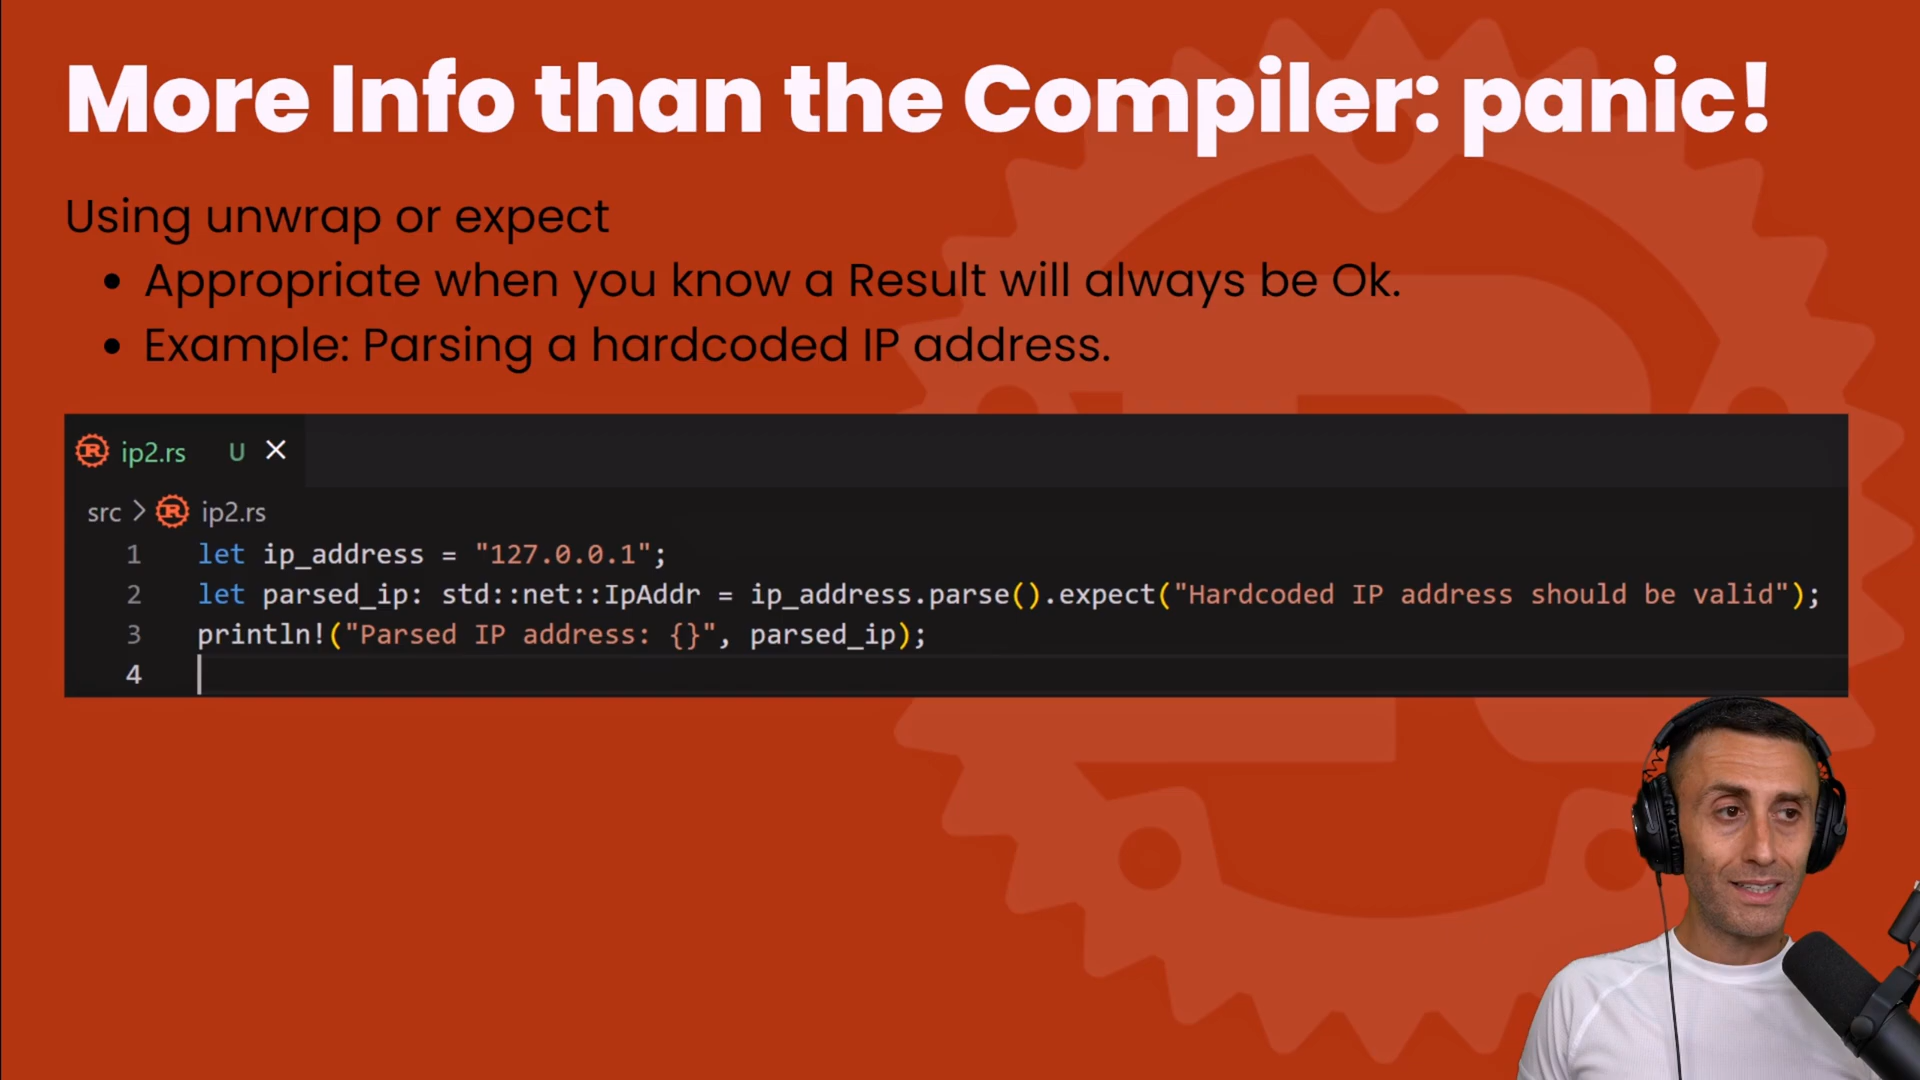 More Info than the Compiler: panic!
Using unwrap or expect
• Appropriate when you know a Result will always be Ok.
• Example: Parsing a hardcoded IP address.
ip2.rs U ×
src > ip2.rs
1 let ip_address = "127.0.0.1";
2 let parsed_ip: std::net::IpAddr = ip_address.parse().expect("Hardcoded IP address should be valid");
3 println!("Parsed IP address: {}", parsed_ip);
4